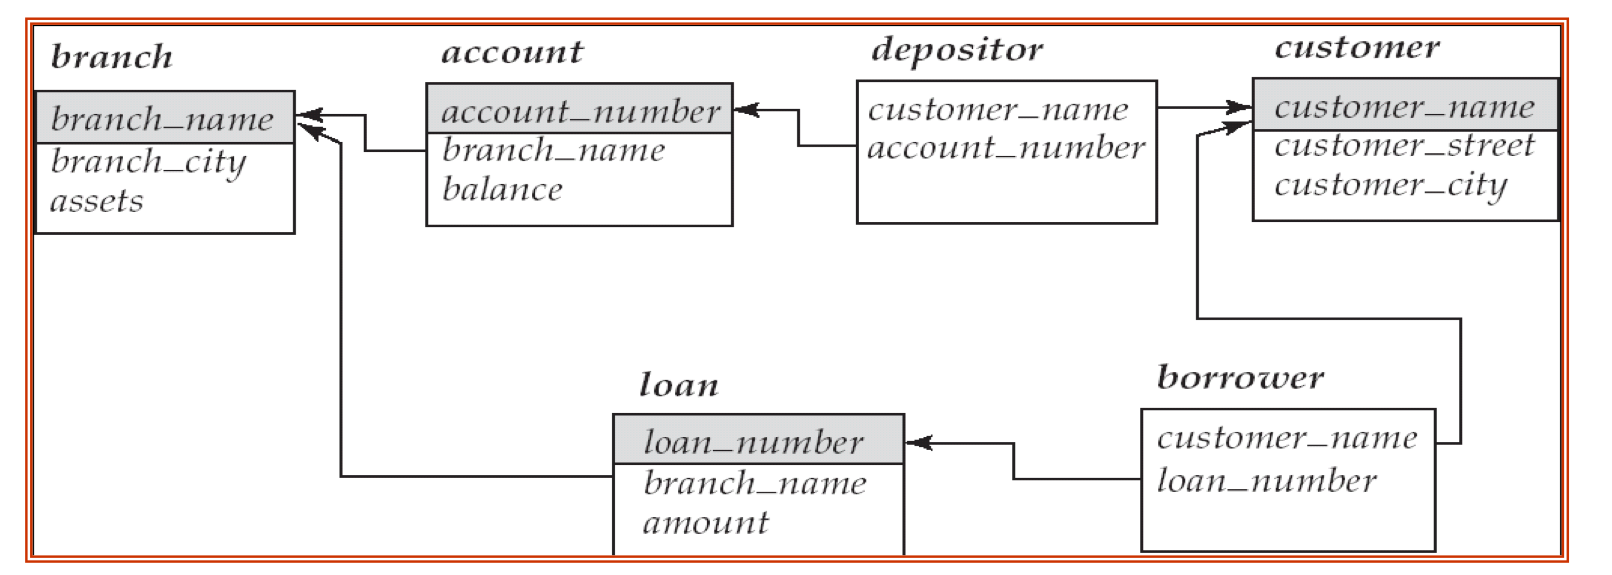 branch
branch_name
branch_city
assets
account
account_number
branch_name
balance
depositor
customer_name
account_number
customer
customer_name
customer_street
customer_city
loan
loan_number
branch_name
amount
borrower
customer_name
loan_number